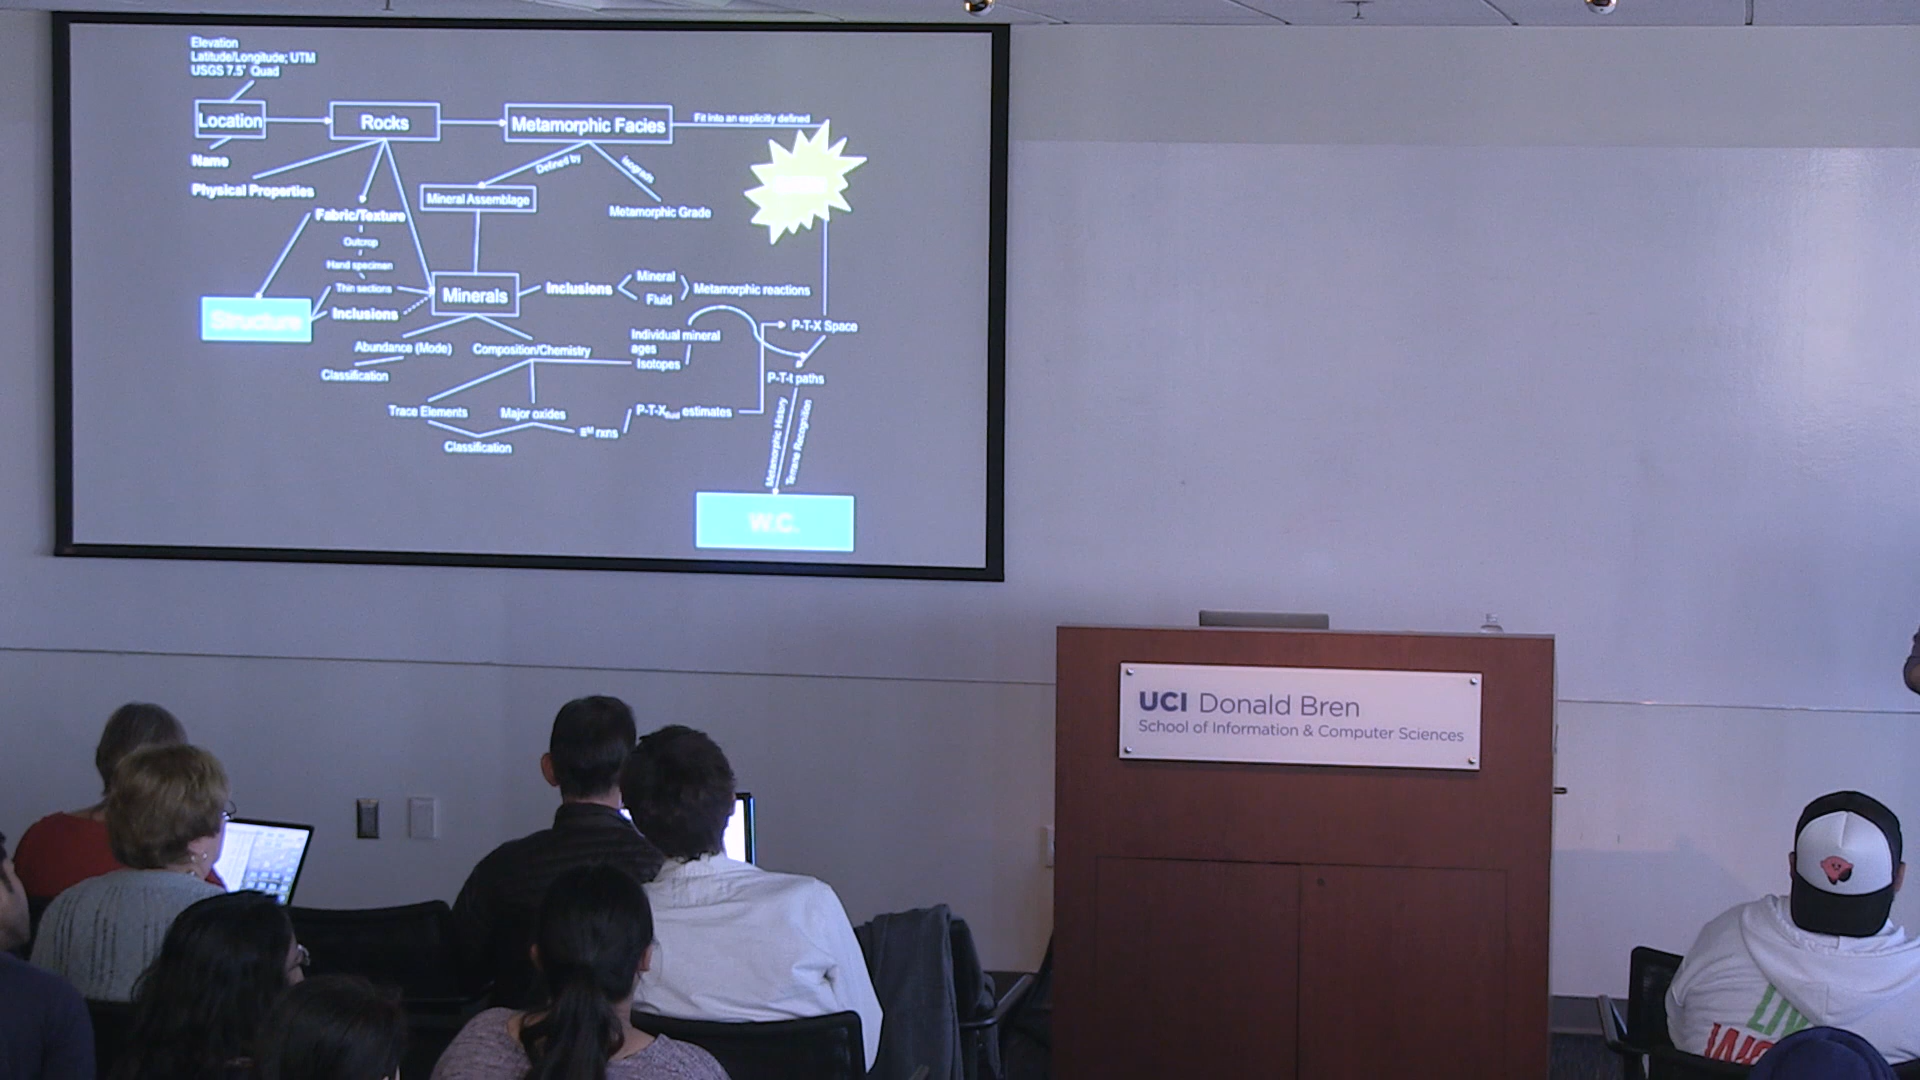 Elevation
Latitude/Longitude; UTM
USGS 7.5' Quad
Location
Rocks
Metamorphic Facies
Fit into an explicitly defined
Name
Physical Properties
Defined by
Isograds
Mineral Assemblage
Metamorphic Grade
Fabric/Texture
Outcrop
Hand specimen
Thin sections
Inclusions
Structure
Minerals
Inclusions
Mineral
Fluid
Metamorphic reactions
Abundance (Mode)
Classification
Composition/Chemistry
Individual mineral
ages
Isotopes
P-T-X Space
P-T-t paths
Trace Elements
Major oxides
Classification
rxns
P-T-Xfluid estimates
Metamorphic History
Terrane Recognition
W.C.
UCI Donald Bren
School of Information & Computer Sciences